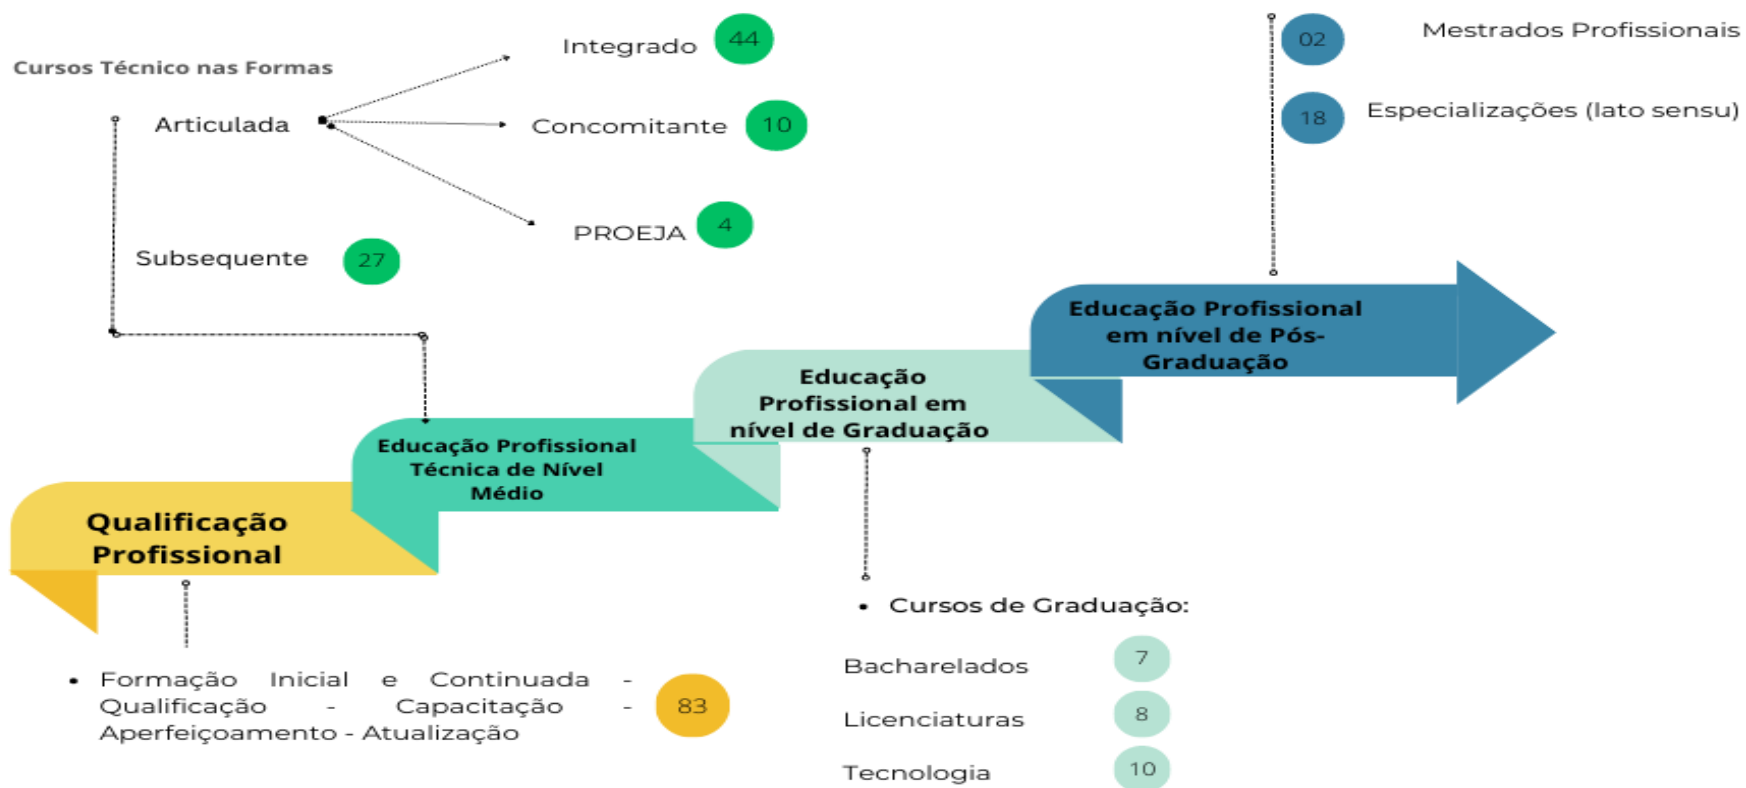 Cursos Técnico nas Formas
Articulada
Integrado 44
Concomitante 10
PROEJA 4
Subsequente 27
02 Mestrados Profissionais
18 Especializações (lato sensu)
Educação Profissional
em nível de Pós-
Graduação
Educação
Profissional em
nível de Graduação
Educação Profissional
Técnica de Nível
Médio
Qualificação
Profissional
• Formação Inicial e Continuada -
Qualificação - Capacitação -
Aperfeiçoamento - Atualização
83
• Cursos de Graduação:
Bacharelados 7
Licenciaturas 8
Tecnologia 10